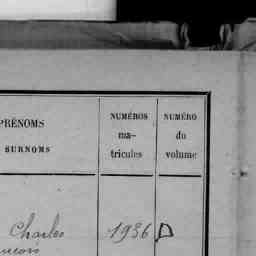 PRÉNOMS
SURNOMS
NUMÉROS
ma-
tricules
NUMÉRO
du
volume
Charles 1936 D